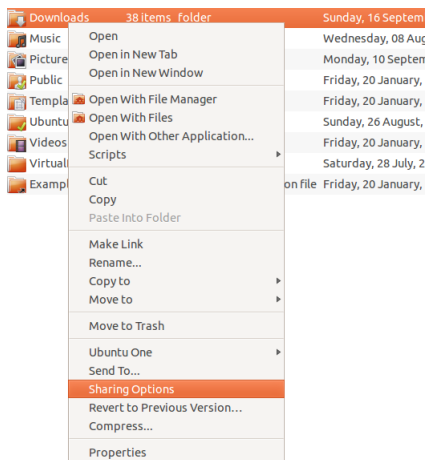 Downloads 38 items folder Sunday, 16 Septem
Music Wednesday, 08 Aug
Picture Monday, 10 Septem
Public Friday, 20 January,
Templa Friday, 20 January,
Ubuntu Sunday, 26 August,
Videos Friday, 20 January,
Virtual Saturday, 28 July, 2
Exampl on file Friday, 20 January,
Open
Open in New Tab
Open in New Window
Open With File Manager
Open With Files
Open With Other Application...
Scripts
Cut
Copy
Paste Into Folder
Make Link
Rename...
Copy to
Move to
Move to Trash
Ubuntu One
Send To...
Sharing Options
Revert to Previous Version...
Compress...
Properties